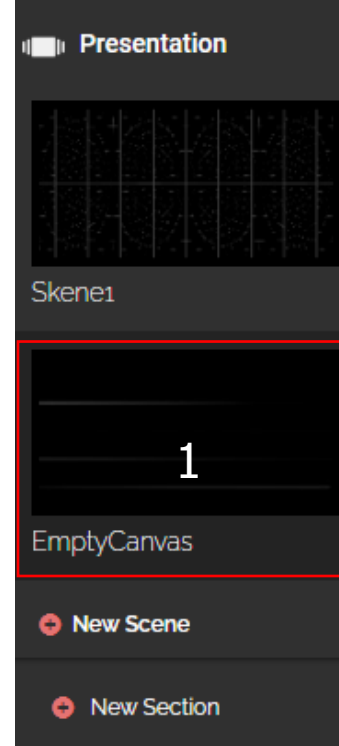 Presentation
Skene1
1
EmptyCanvas
New Scene
New Section